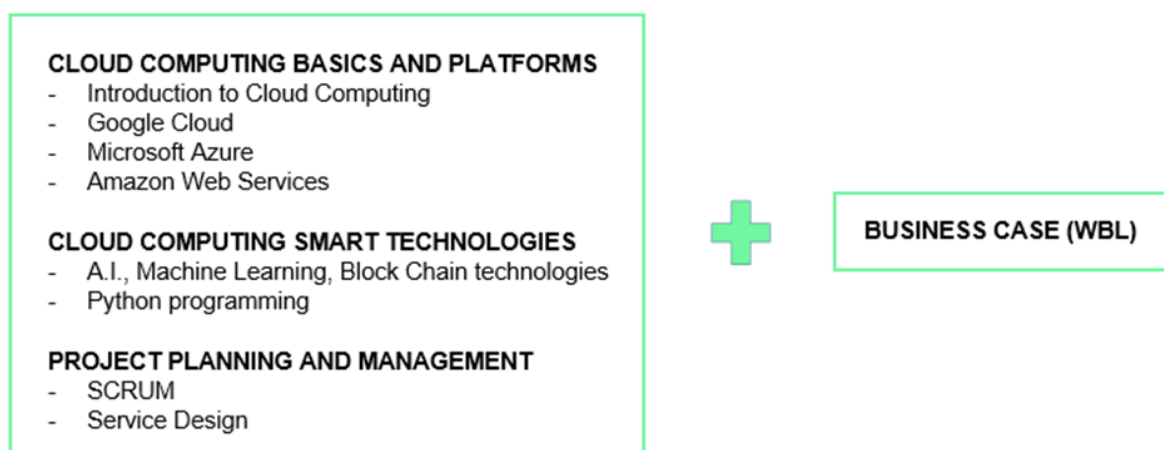 CLOUD COMPUTING BASICS AND PLATFORMS
- Introduction to Cloud Computing
- Google Cloud
- Microsoft Azure
- Amazon Web Services
CLOUD COMPUTING SMART TECHNOLOGIES
- A.I., Machine Learning, Block Chain technologies
- Python programming
PROJECT PLANNING AND MANAGEMENT
- SCRUM
- Service Design
BUSINESS CASE (WBL)